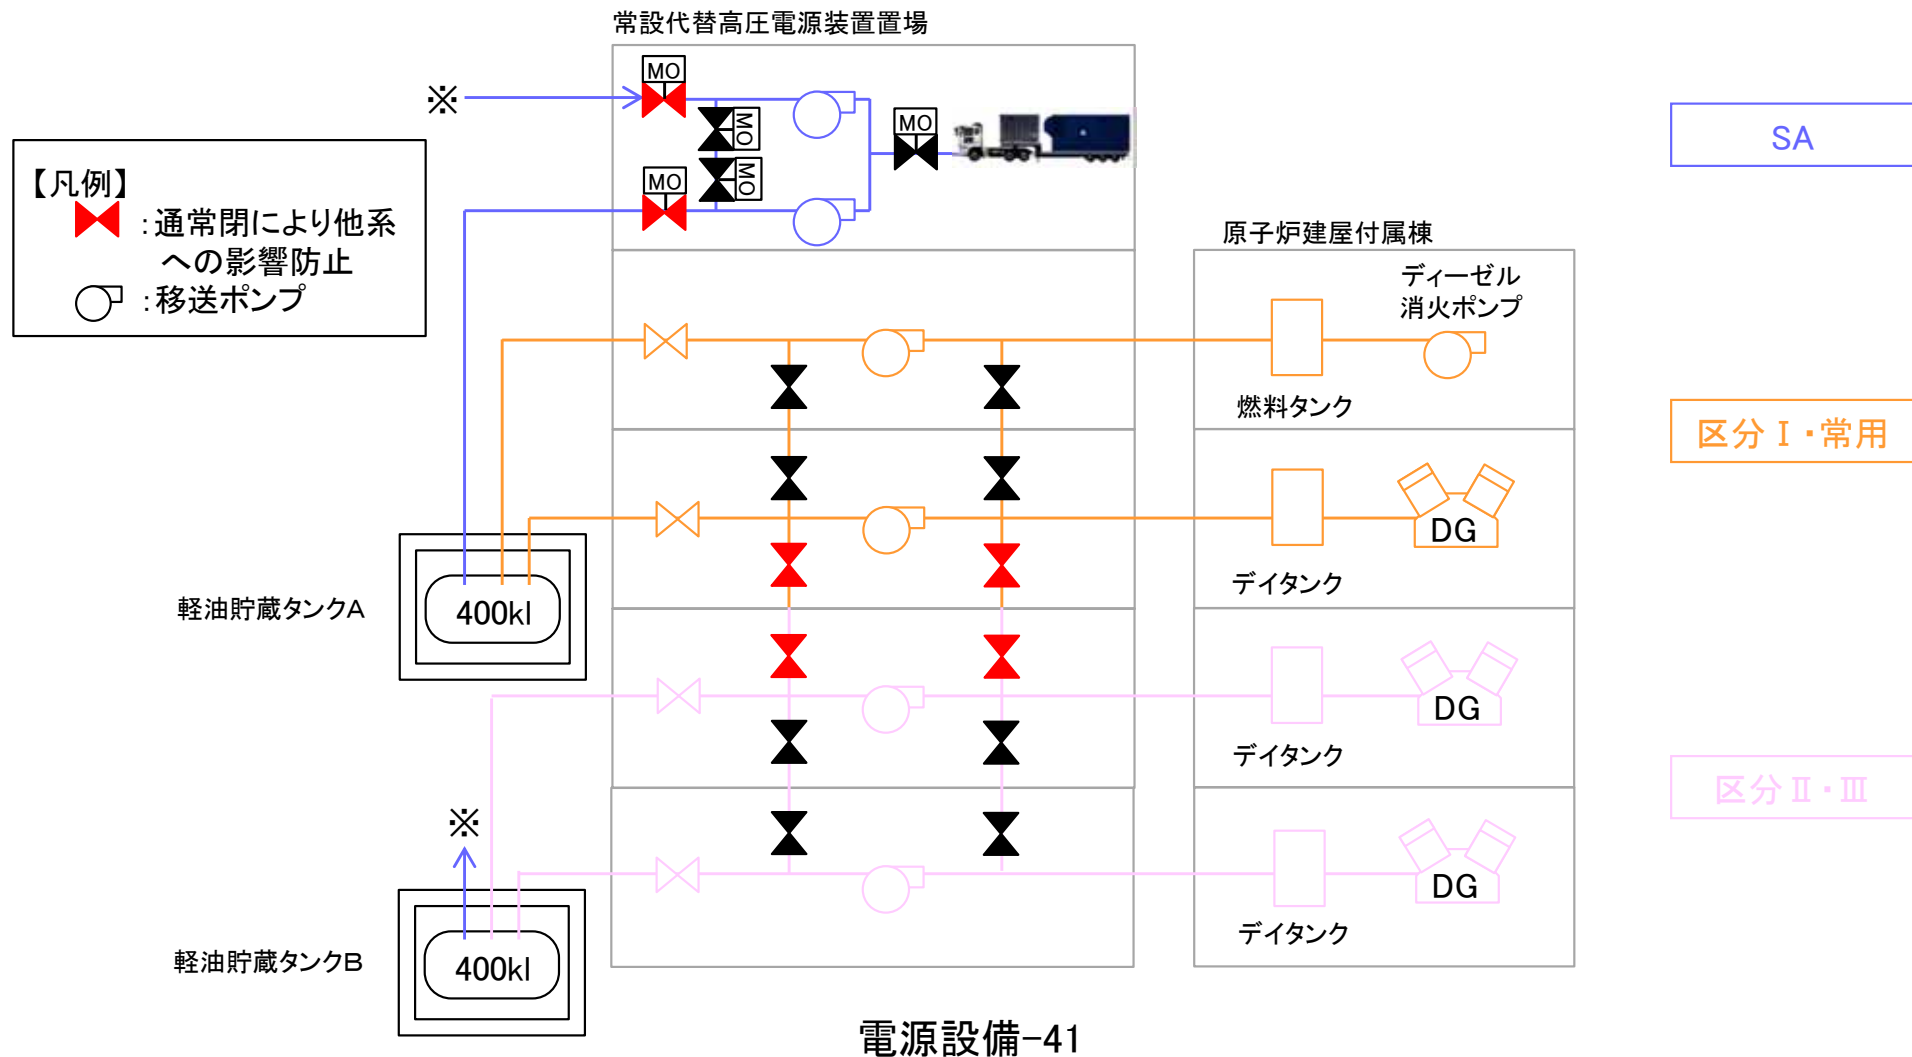 常設代替高圧電源装置置場
MO
※
MO
MO
SA
【凡例】
：通常閉により他系
への影響防止
：移送ポンプ
MO
MO
原子炉建屋付属棟
ディーゼル
消火ポンプ
燃料タンク
区分Ⅰ・常用
DG
デイタンク
軽油貯蔵タンクA
400kl
DG
デイタンク
区分Ⅱ・Ⅲ
※
DG
デイタンク
軽油貯蔵タンクB
400kl
電源設備-41